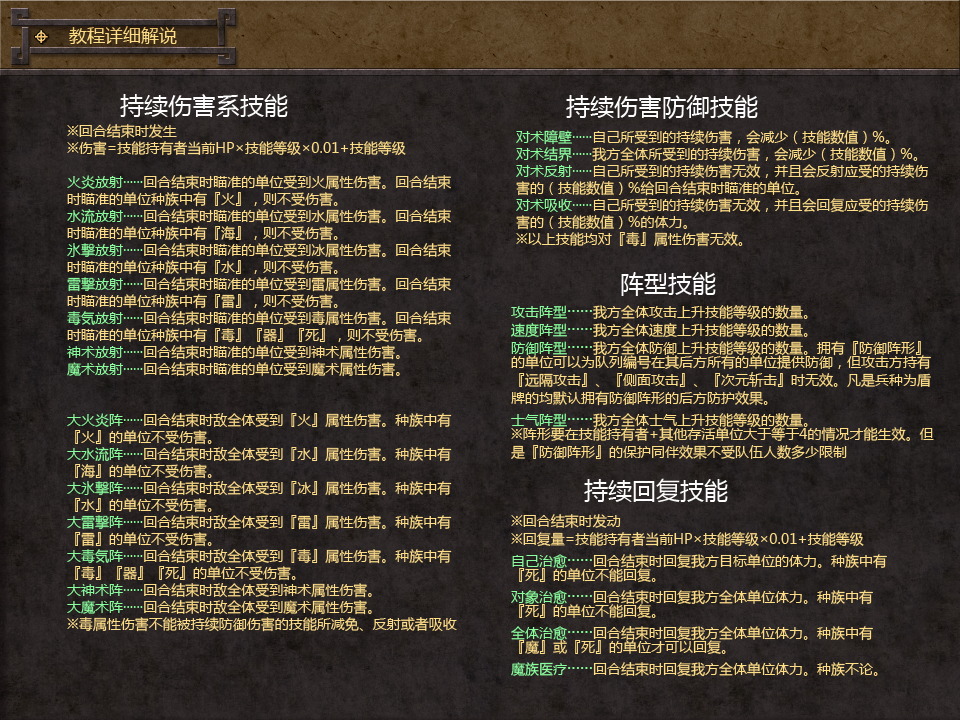 教程详细解说
持续伤害系技能
※回合结束时发生
※伤害=技能持有者当前HP×技能等级×0.01+技能等级
火炎放射……回合结束时瞄准的单位受到火属性伤害。回合结束
时瞄准的单位种族中有『火』，则不受伤害。
水流放射……回合结束时瞄准的单位受到水属性伤害。回合结束
时瞄准的单位种族中有『海』，则不受伤害。
氷撃放射……回合结束时瞄准的单位受到冰属性伤害。回合结束
时瞄准的单位种族中有『水』，则不受伤害。
雷撃放射……回合结束时瞄准的单位受到雷属性伤害。回合结束
时瞄准的单位种族中有『雷』，则不受伤害。
毒気放射……回合结束时瞄准的单位受到毒属性伤害。回合结束
时瞄准的单位种族中有『毒』『器』『死』，则不受伤害。
神术放射……回合结束时瞄准的单位受到神术属性伤害。
魔术放射……回合结束时瞄准的单位受到魔术属性伤害。
大火炎阵……回合结束时敌全体受到『火』属性伤害。种族中有
『火』的单位不受伤害。
大水流阵……回合结束时敌全体受到『水』属性伤害。种族中有
『海』的单位不受伤害。
大氷撃阵……回合结束时敌全体受到『冰』属性伤害。种族中有
『水』的单位不受伤害。
大雷撃阵……回合结束时敌全体受到『雷』属性伤害。种族中有
『雷』的单位不受伤害。
大毒気阵……回合结束时敌全体受到『毒』属性伤害。种族中有
『毒』『器』『死』的单位不受伤害。
大神术阵……回合结束时敌全体受到神术属性伤害。
大魔术阵……回合结束时敌全体受到魔术属性伤害。
※毒属性伤害不能被持续防御伤害的技能所减免、反射或者吸收
持续伤害防御技能
对术障壁……自己所受到的持续伤害，会减少（技能数值）%。
对术结界……我方全体所受到的持续伤害，会减少（技能数值）%。
对术反射……自己所受到的持续伤害无效，并且会反射应受的持续伤
害的（技能数值）%给回合结束时瞄准的单位。
对术吸收……自己所受到的持续伤害无效，并且会回复应受的持续伤
害的（技能数值）%的体力。
※以上技能均对『毒』属性伤害无效。
阵型技能
攻击阵型……我方全体攻击上升技能等级的数量。
速度阵型……我方全体速度上升技能等级的数量。
防御阵型……我方全体防御上升技能等级的数量。拥有『防御阵形』
的单位可以为队列编号在其后方所有的单位提供防御，但攻击方持有
『远隔攻击』、『侧面攻击』、『次元斩击』时无效。凡是兵种为盾
牌的均默认拥有防御阵形的后方防护效果。
士气阵型……我方全体士气上升技能等级的数量。
※阵形要在技能持有者+其他存活单位大于等于4的情况才能生效。但
是『防御阵形』的保护同伴效果不受队伍人数多少限制
持续回复技能
※回合结束时发动
※回复量=技能持有者当前HP×技能等级×0.01+技能等级
自己治愈……回合结束时回复我方目标单位的体力。种族中有
『死』的单位不能回复。
对象治愈……回合结束时回复我方全体单位体力。种族中有
『死』的单位不能回复。
全体治愈……回合结束时回复我方全体单位体力。种族中有
『魔』或『死』的单位才可以回复。
魔族医疗……回合结束时回复我方全体单位体力。种族不论。